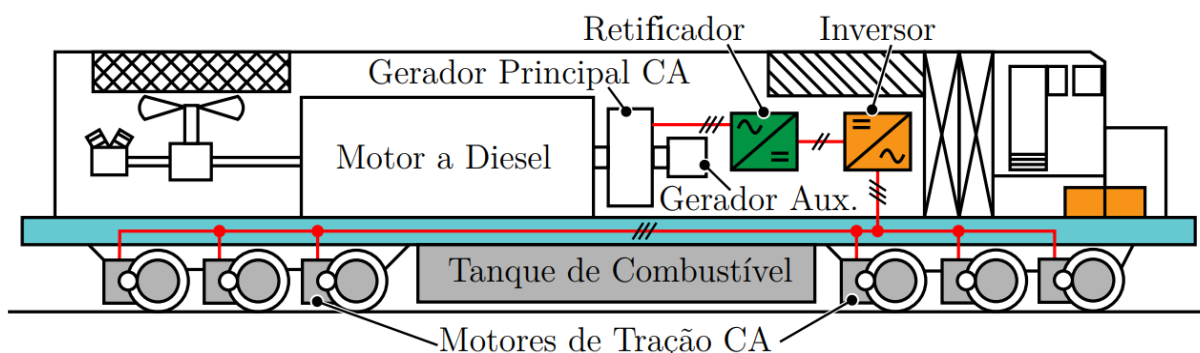 Retificador
Inversor
Gerador Principal CA
Motor a Diesel
Gerador Aux.
Tanque de Combustível
Motores de Tração CA